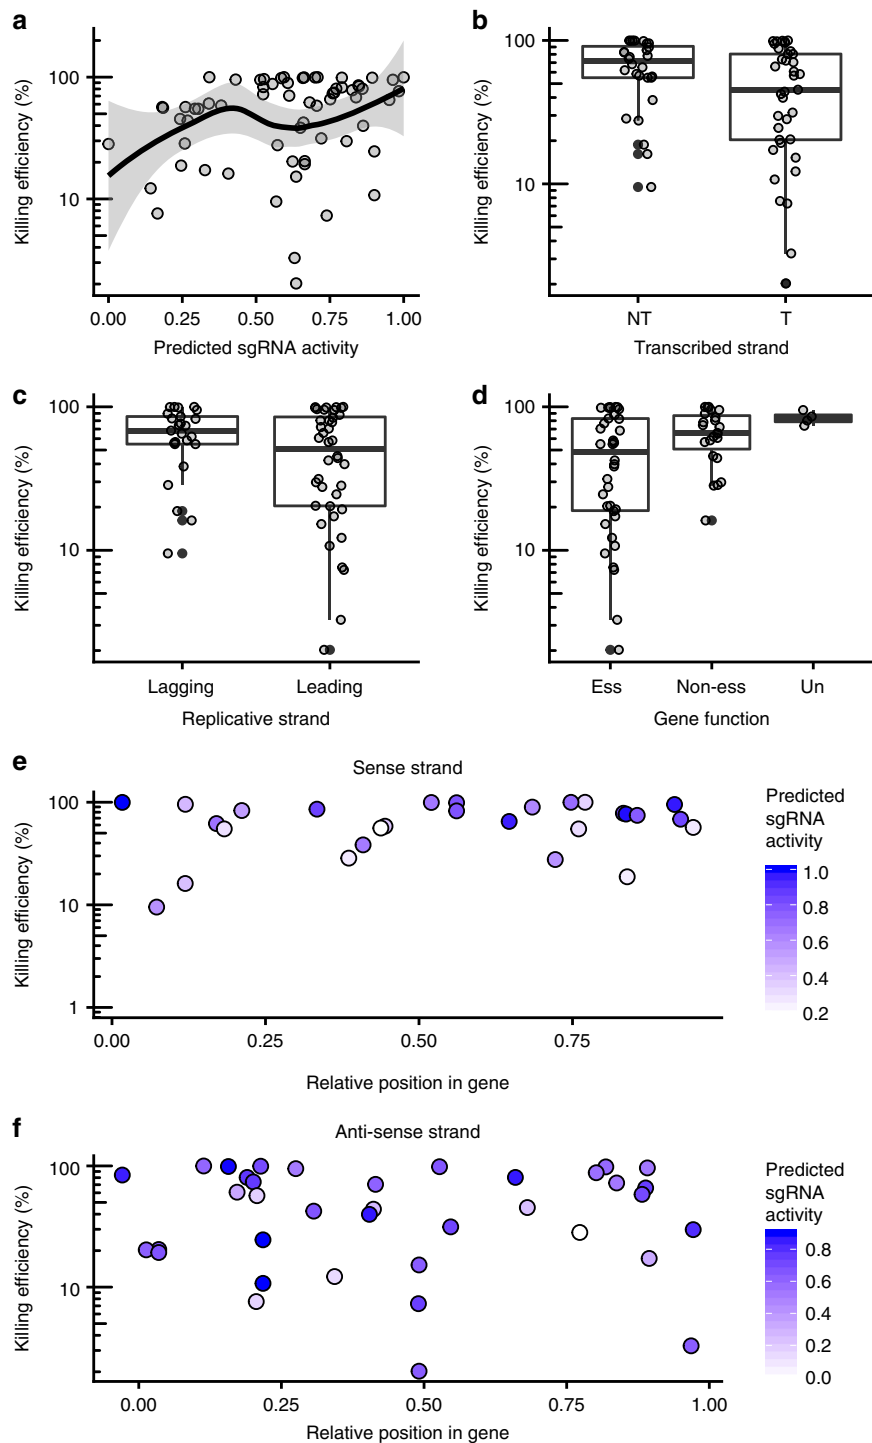 a
Killing efficiency (%)
100
10
0.00 0.25 0.50 0.75 1.00
Predicted sgRNA activity
b
Killing efficiency (%)
100
10
NT T
Transcribed strand
c
Killing efficiency (%)
100
10
Lagging Leading
Replicative strand
d
Killing efficiency (%)
100
10
Ess Non-ess Un
Gene function
e
Sense strand
Killing efficiency (%)
100
10
1
0.00 0.25 0.50 0.75
Relative position in gene
Predicted
sgRNA
activity
1.0
0.8
0.6
0.4
0.2
f
Anti-sense strand
Killing efficiency (%)
100
10
0.00 0.25 0.50 0.75 1.00
Relative position in gene
Predicted
sgRNA
activity
0.8
0.6
0.4
0.2
0.0